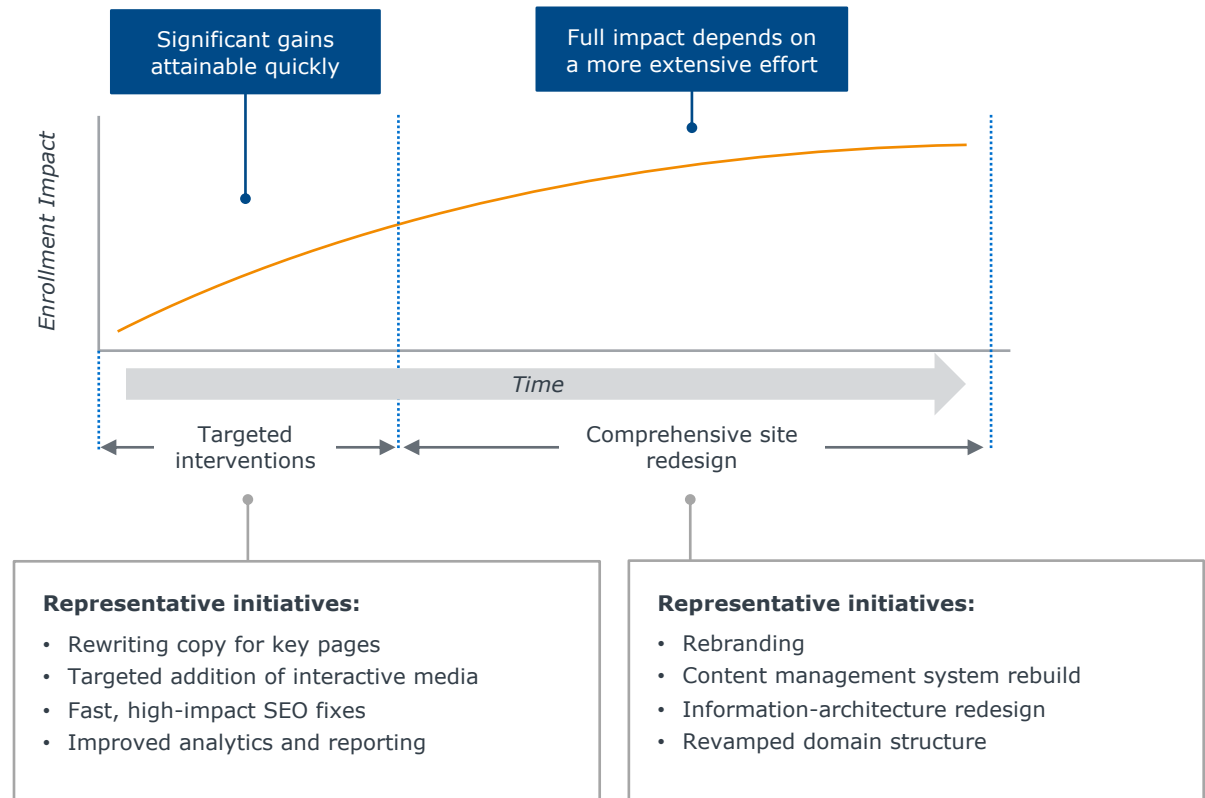 Significant gains
attainable quickly
Full impact depends on
a more extensive effort
Enrollment Impact
Time
Targeted
interventions
Comprehensive site
redesign
Representative initiatives:
• Rewriting copy for key pages
• Targeted addition of interactive media
• Fast, high-impact SEO fixes
• Improved analytics and reporting
Representative initiatives:
• Rebranding
• Content management system rebuild
• Information-architecture redesign
• Revamped domain structure